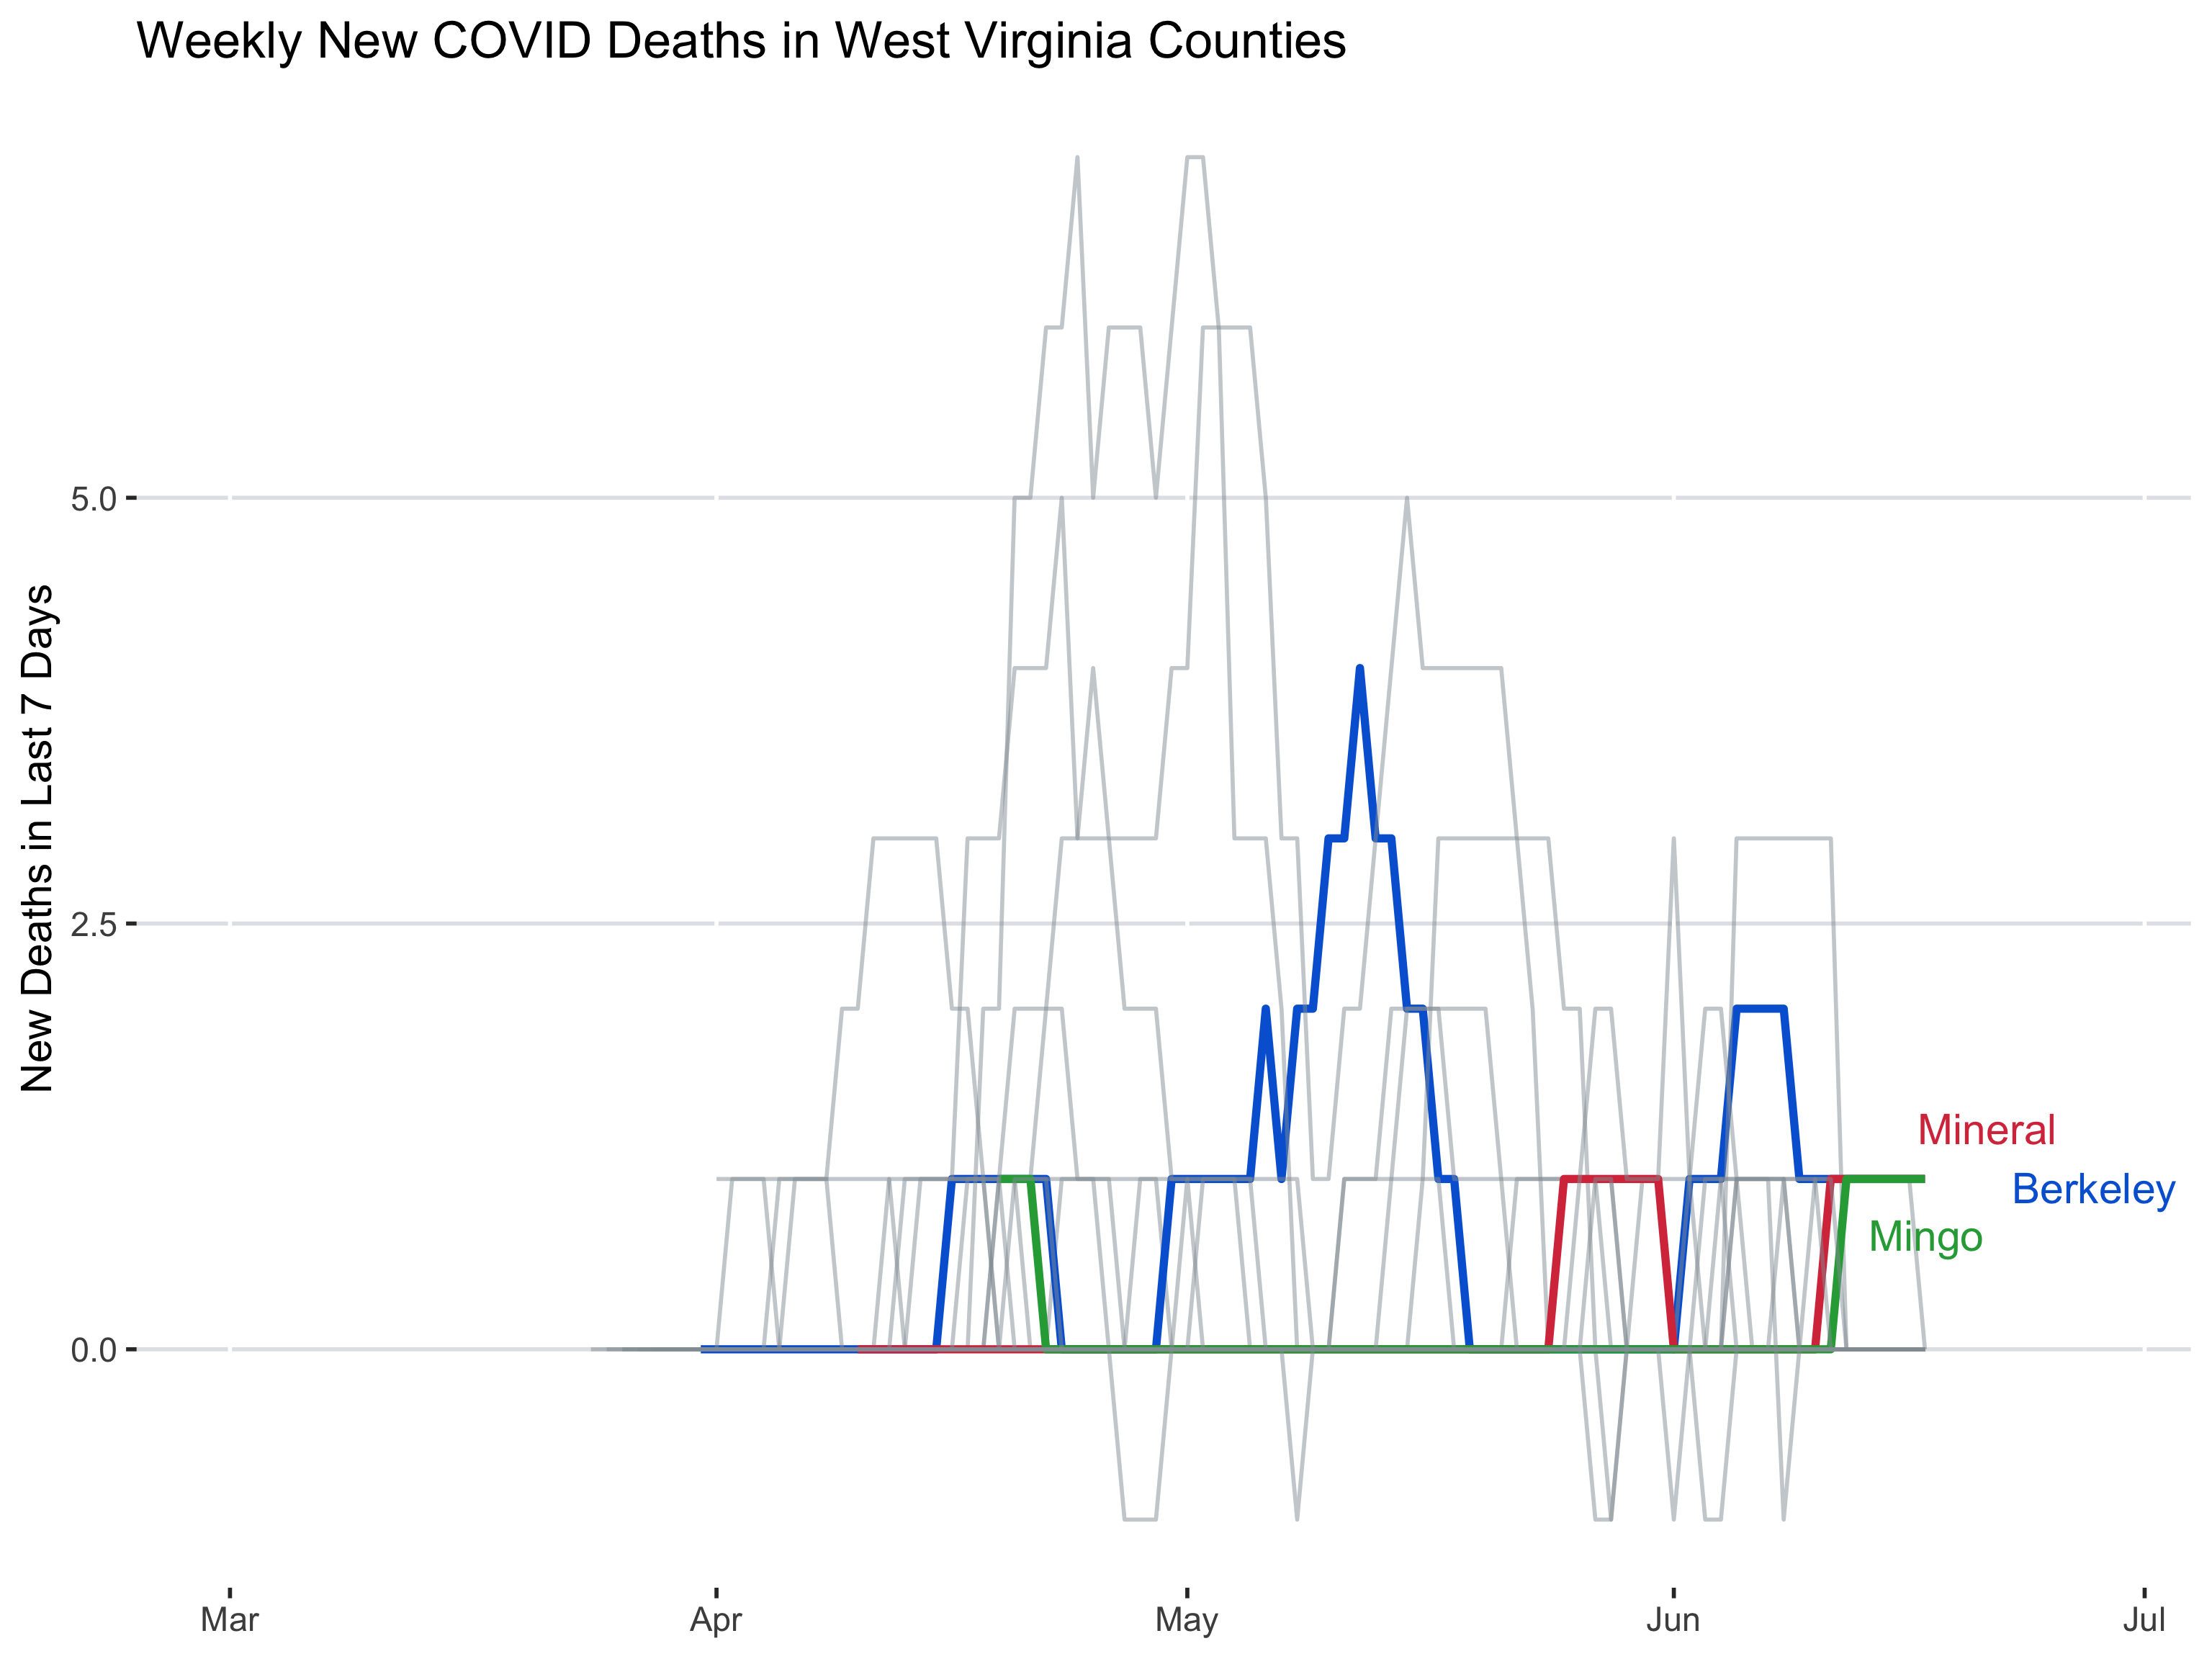 Weekly New COVID Deaths in West Virginia Counties
New Deaths in Last 7 Days
5.0
2.5
0.0
Mineral
Berkeley
Mingo
Mar
Apr
May
Jun
Jul